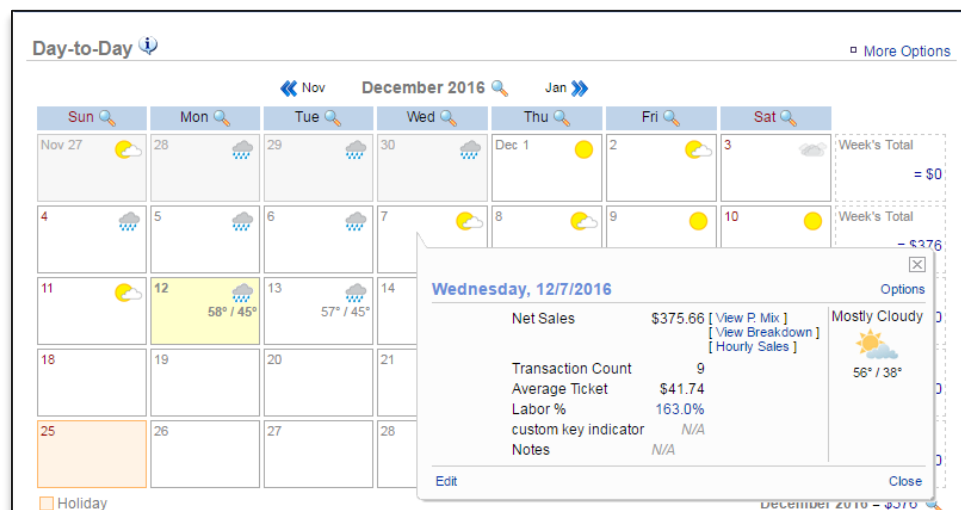 Day-to-Day
More Options
Nov December 2016 Jan
Sun Mon Tue Wed Thu Fri Sat
Nov 27 28 29 30 Dec 1 2 3 Week's Total
= $0
4 5 6 7 8 9 10 Week's Total
= $376
11 12 13 14
58° / 45° 57° / 45°
18 19 20 21
25 26 27 28
Wednesday, 12/7/2016 Options
Net Sales $375.66 [ View P. Mix ] Mostly Cloudy
[ View Breakdown ]
[ Hourly Sales ]
Transaction Count 9 56° / 38°
Average Ticket $41.74
Labor % 163.0%
custom key indicator N/A
Notes N/A
Edit Close
Holiday December 2016 = $376